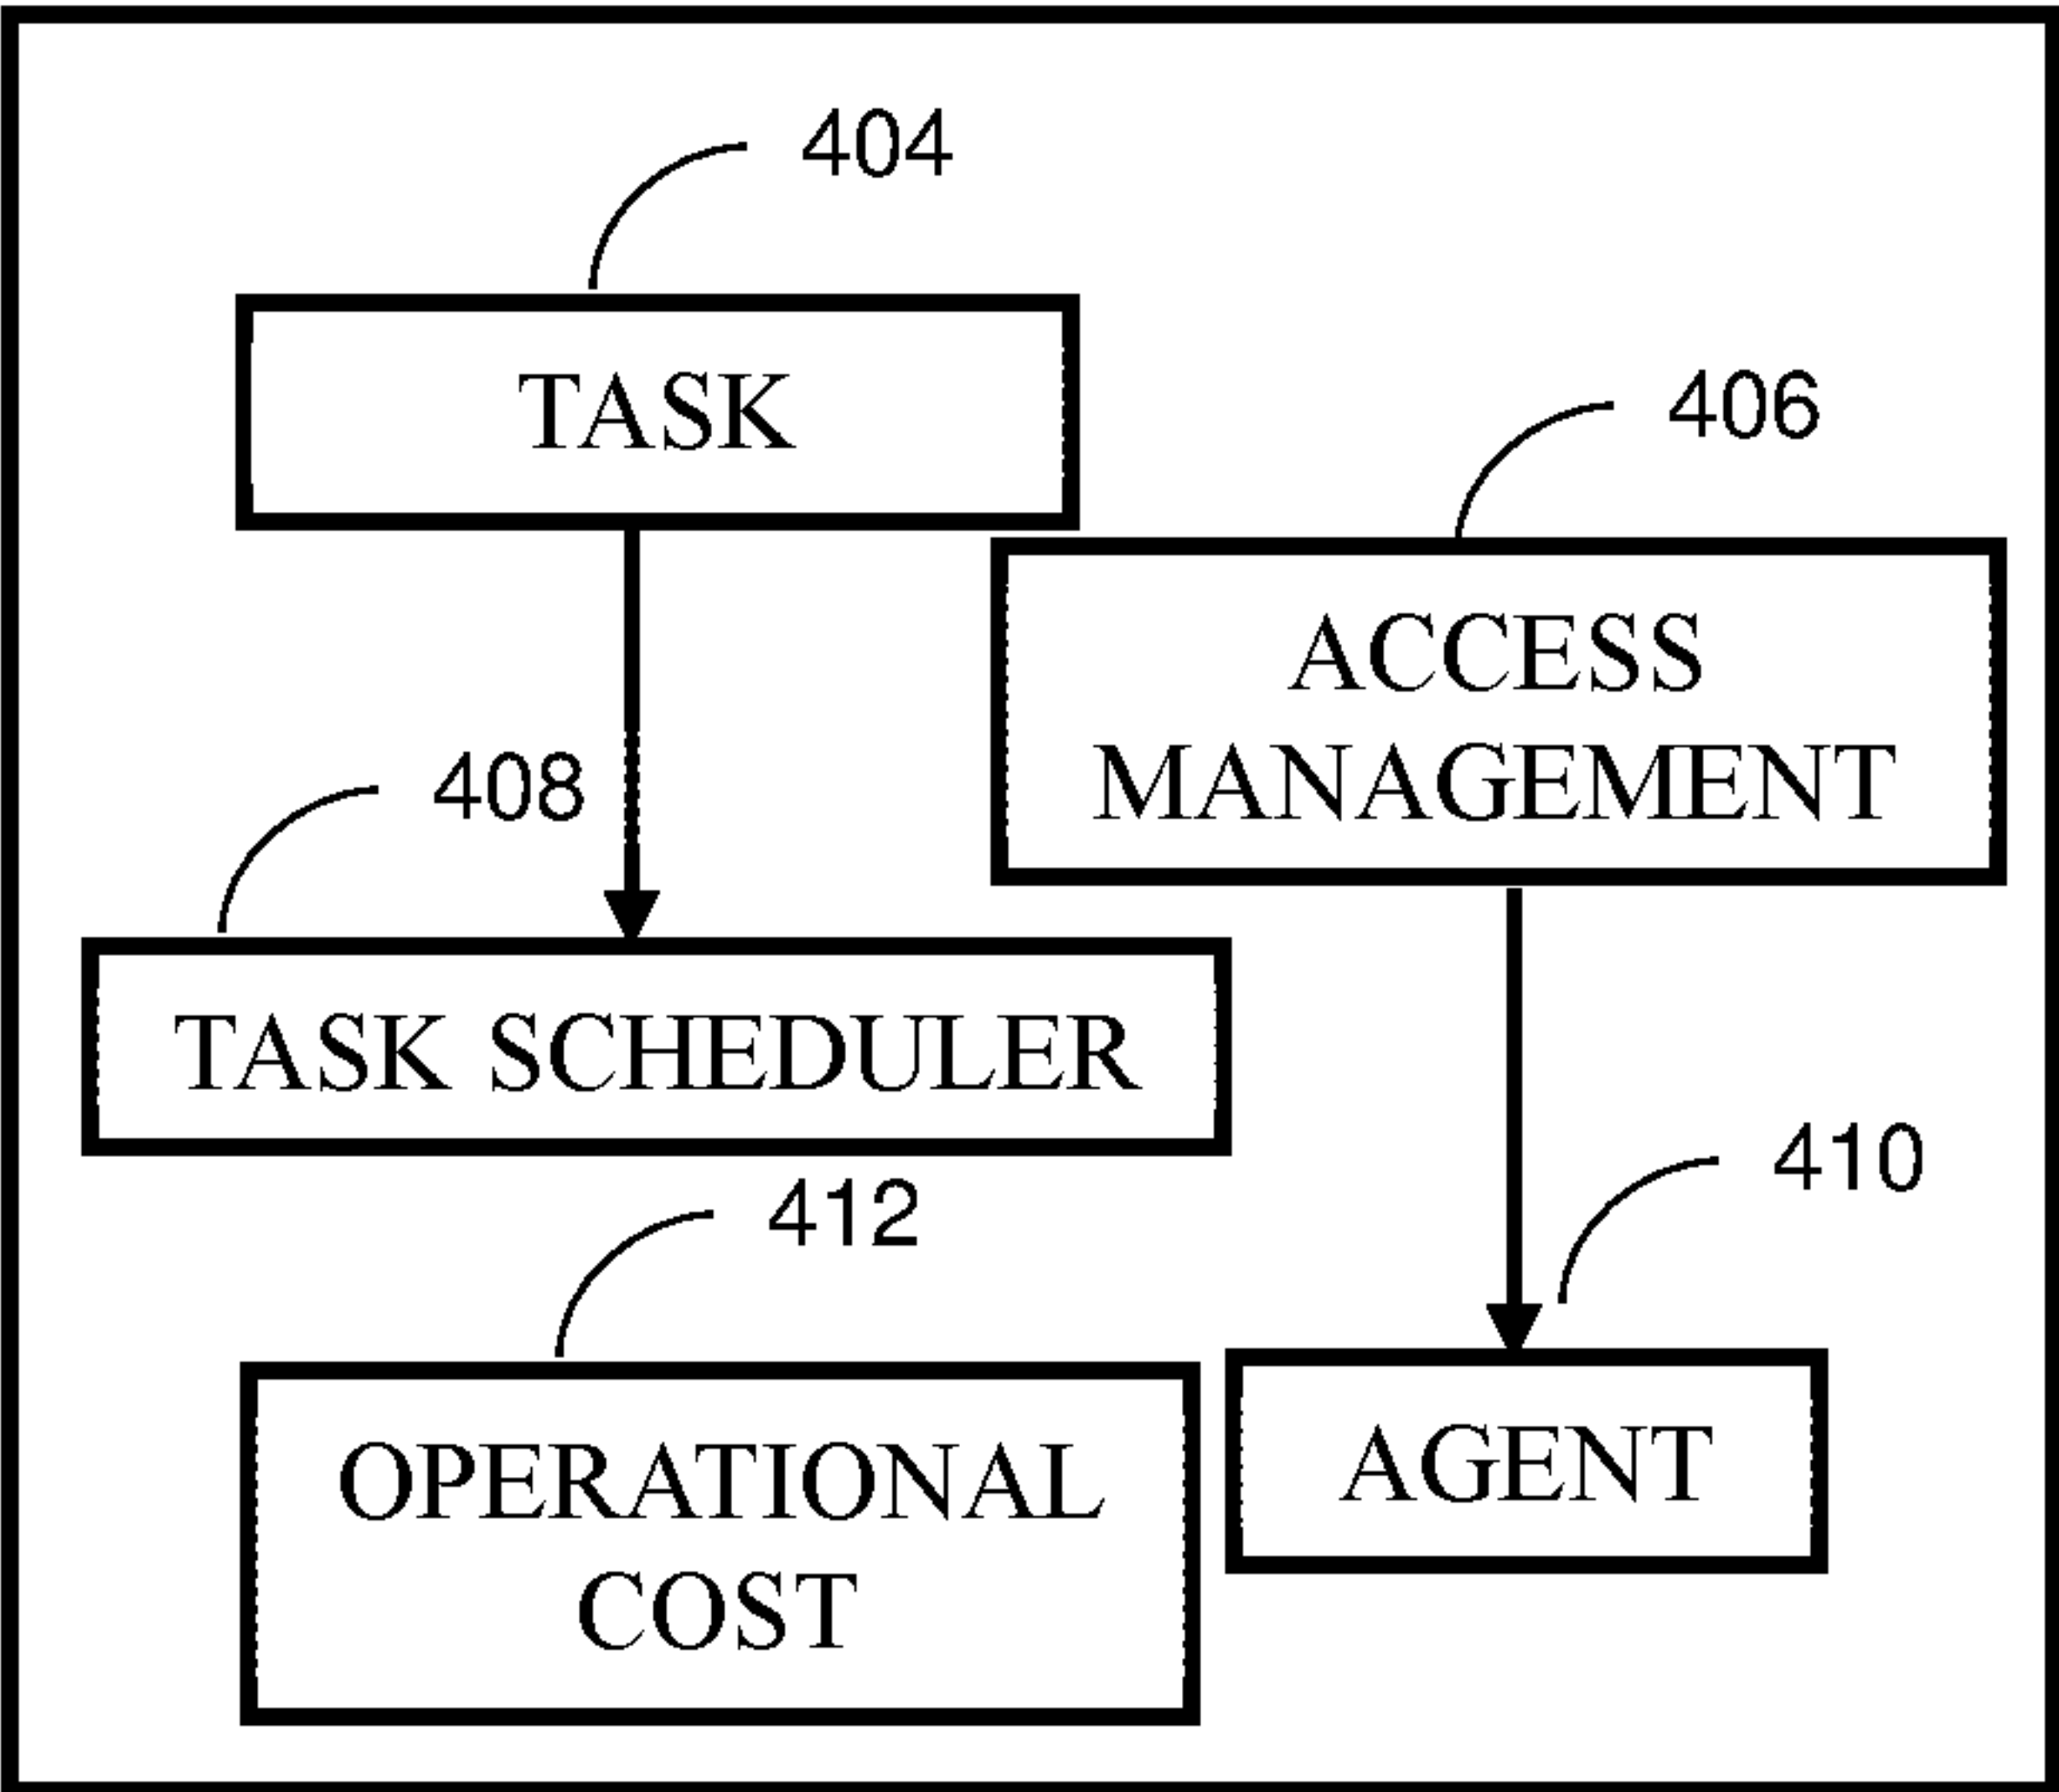 404
TASK
406
ACCESS
MANAGEMENT
408
TASK SCHEDULER
410
412
OPERATIONAL
COST
AGENT